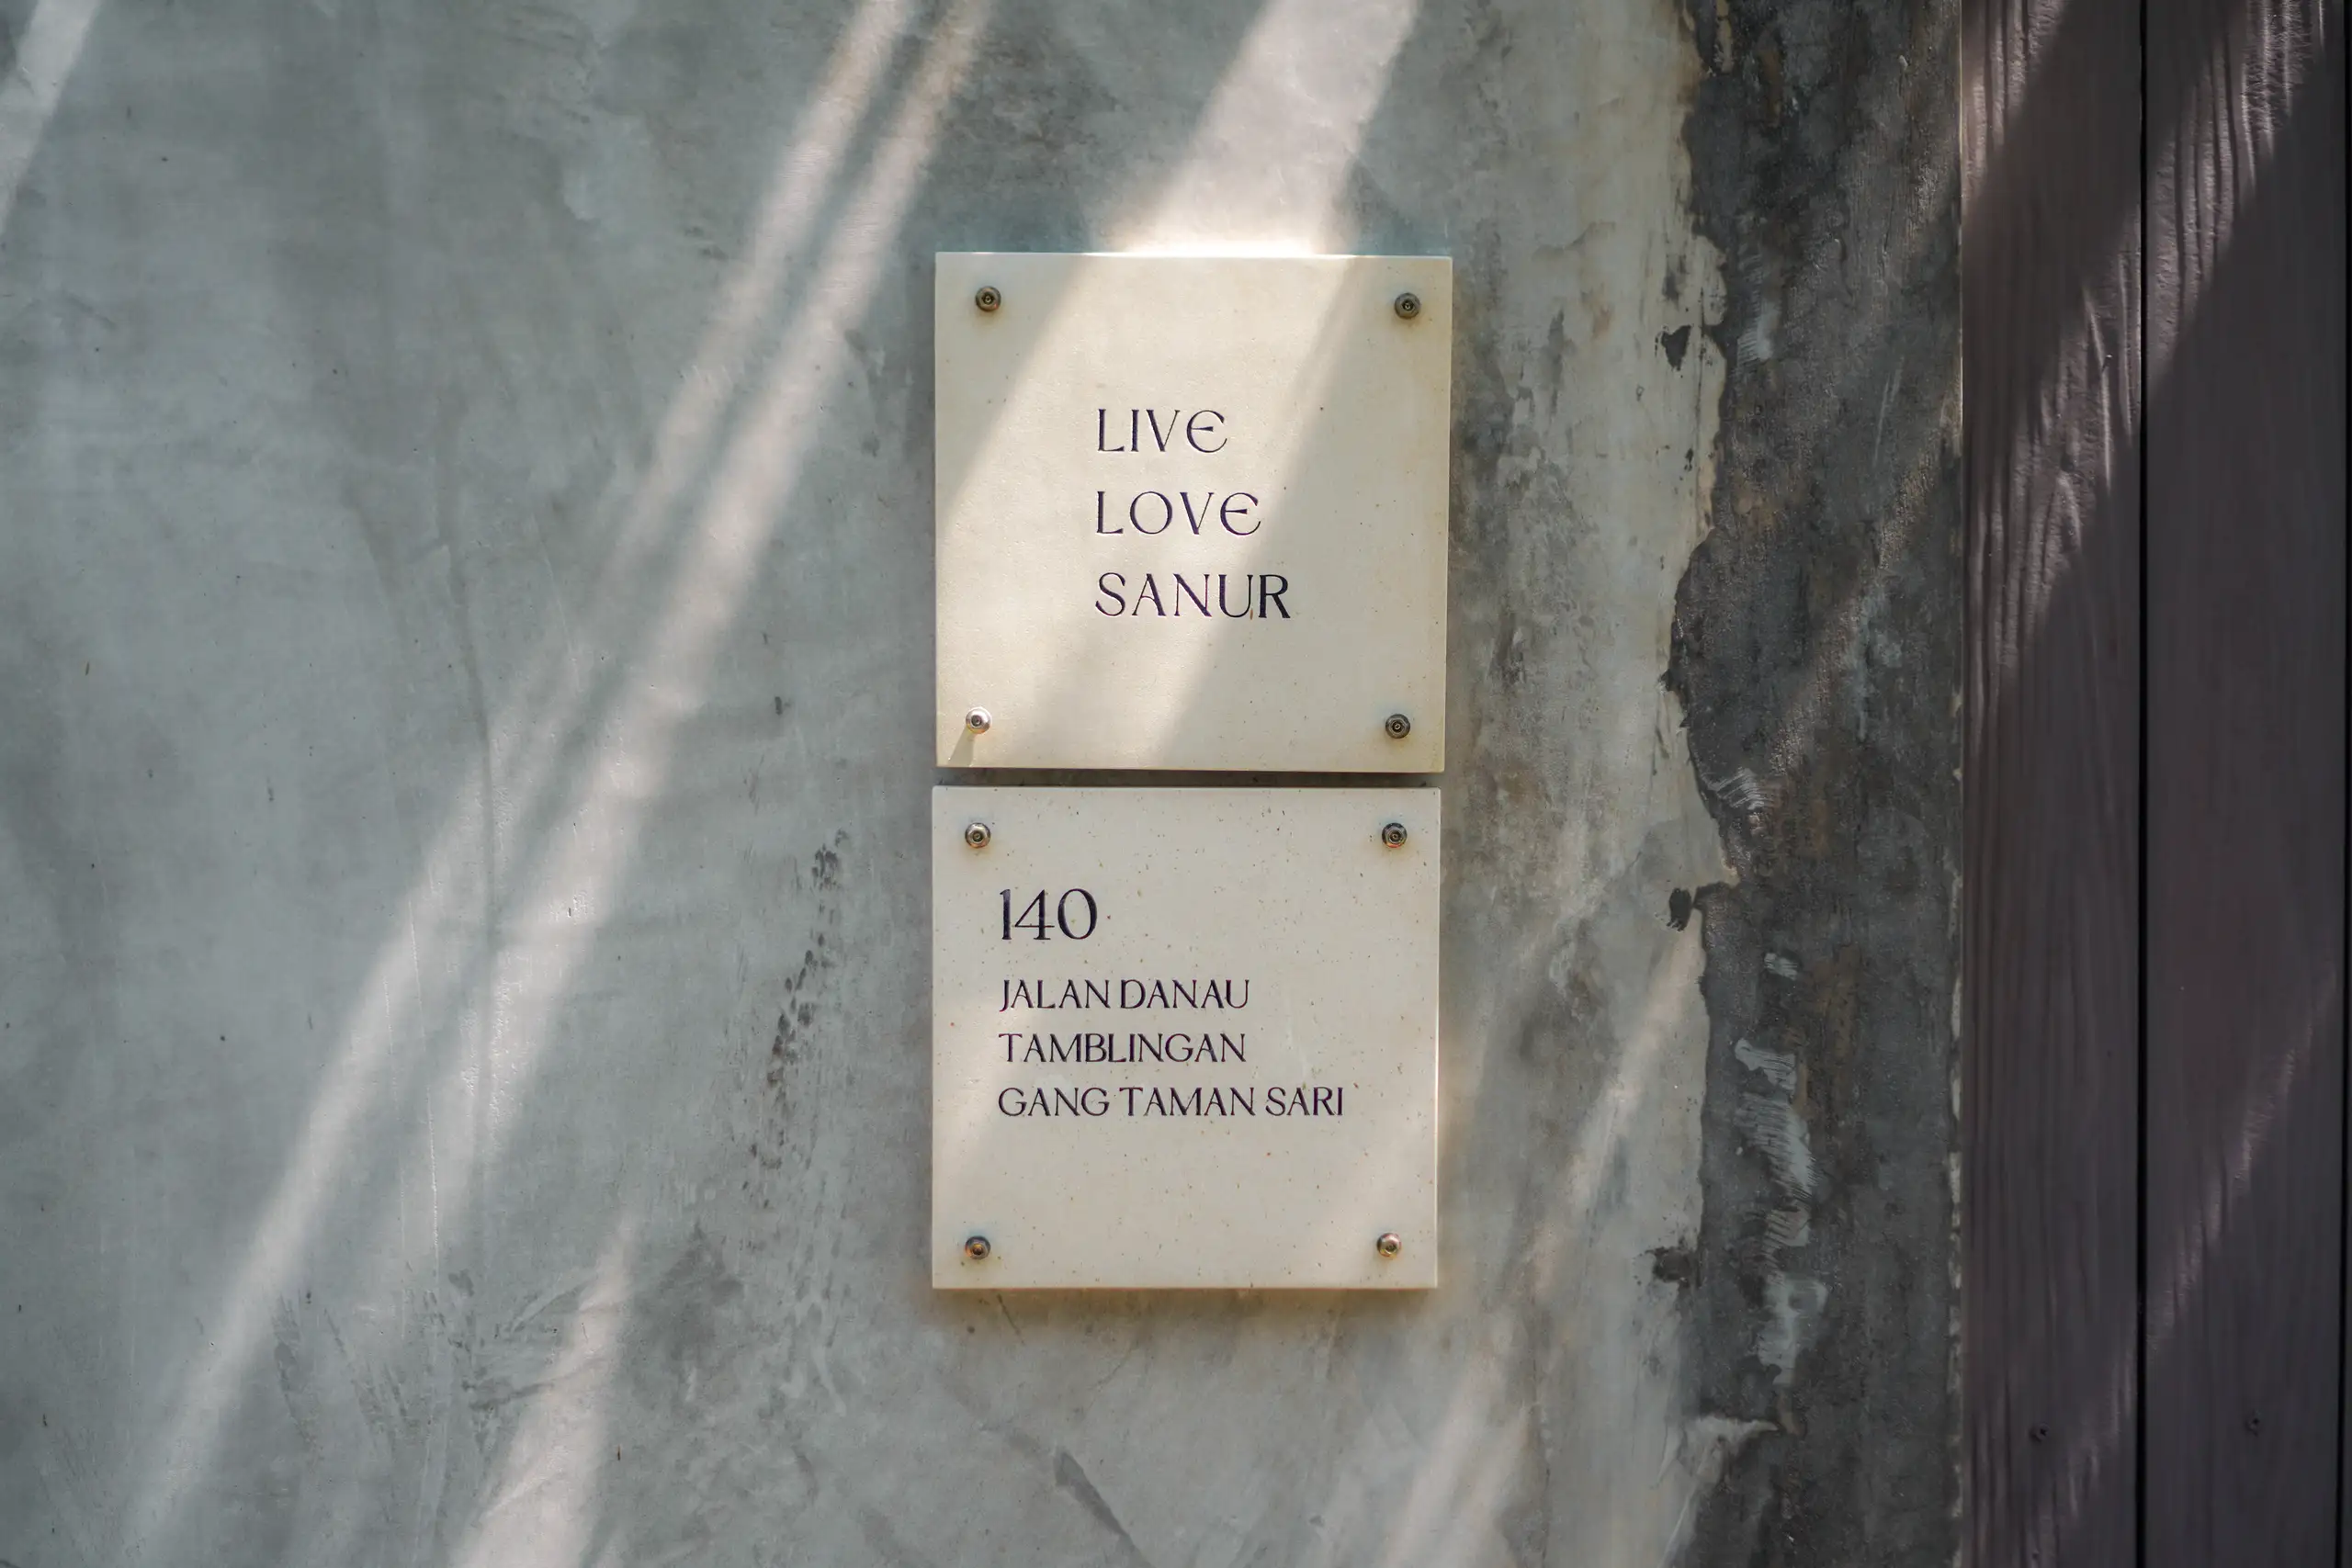 LIVE
LOVE
SANUR
140
JALAN DANAU
TAMBLINGAN
GANG TAMAN SARI